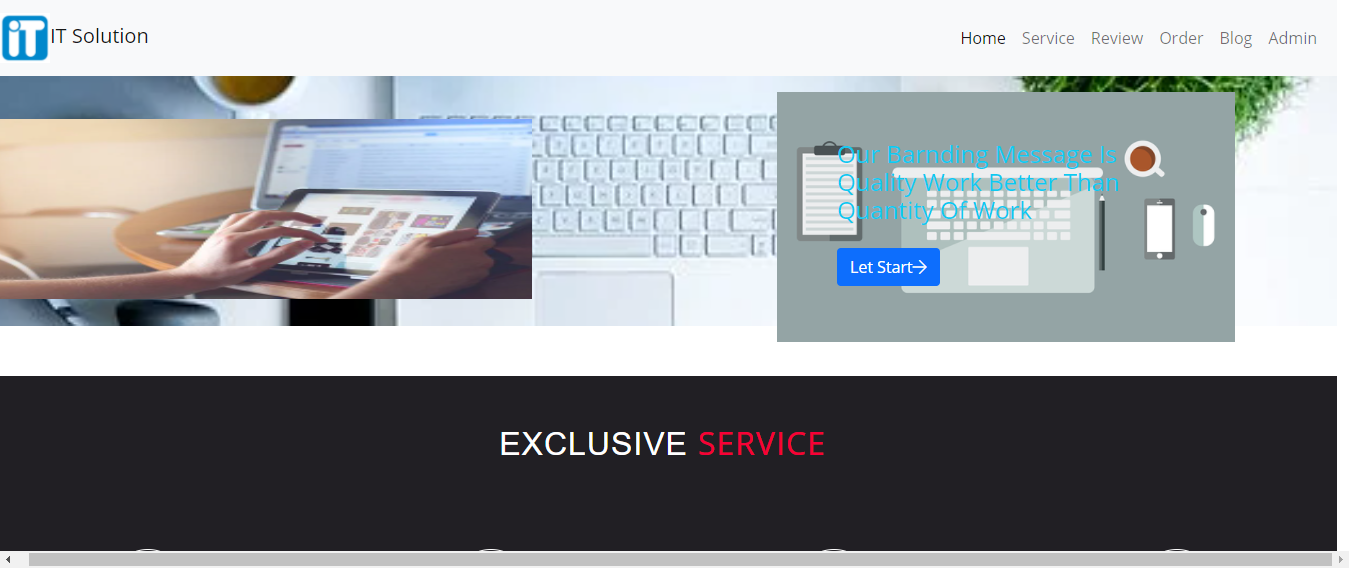 iT IT Solution
Home Service Review Order Blog Admin
Our Barnding Message Is
Quality Work Better Than
Quantity Of Work
Let Start
EXCLUSIVE SERVICE